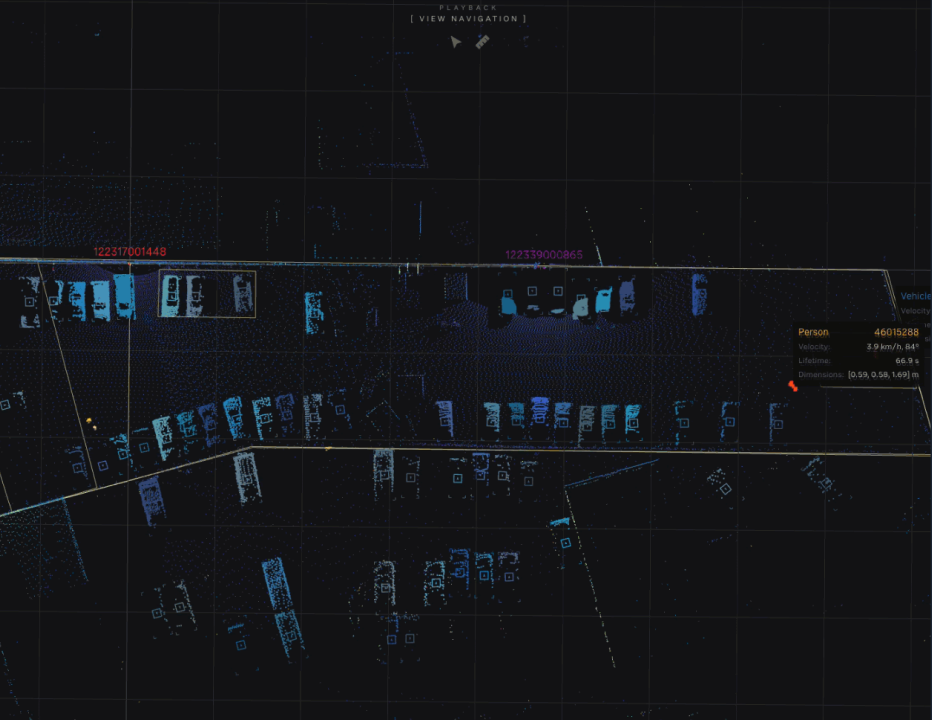 PLAYBACK
[ VIEW NAVIGATION ]
122317001448
122339000865
Vehicle
Velocity
Person 46015288
Velocity: 3.9 km/h, 84°
Lifetime: 66.9 s
Dimensions: [0.59, 0.58, 1.69] m